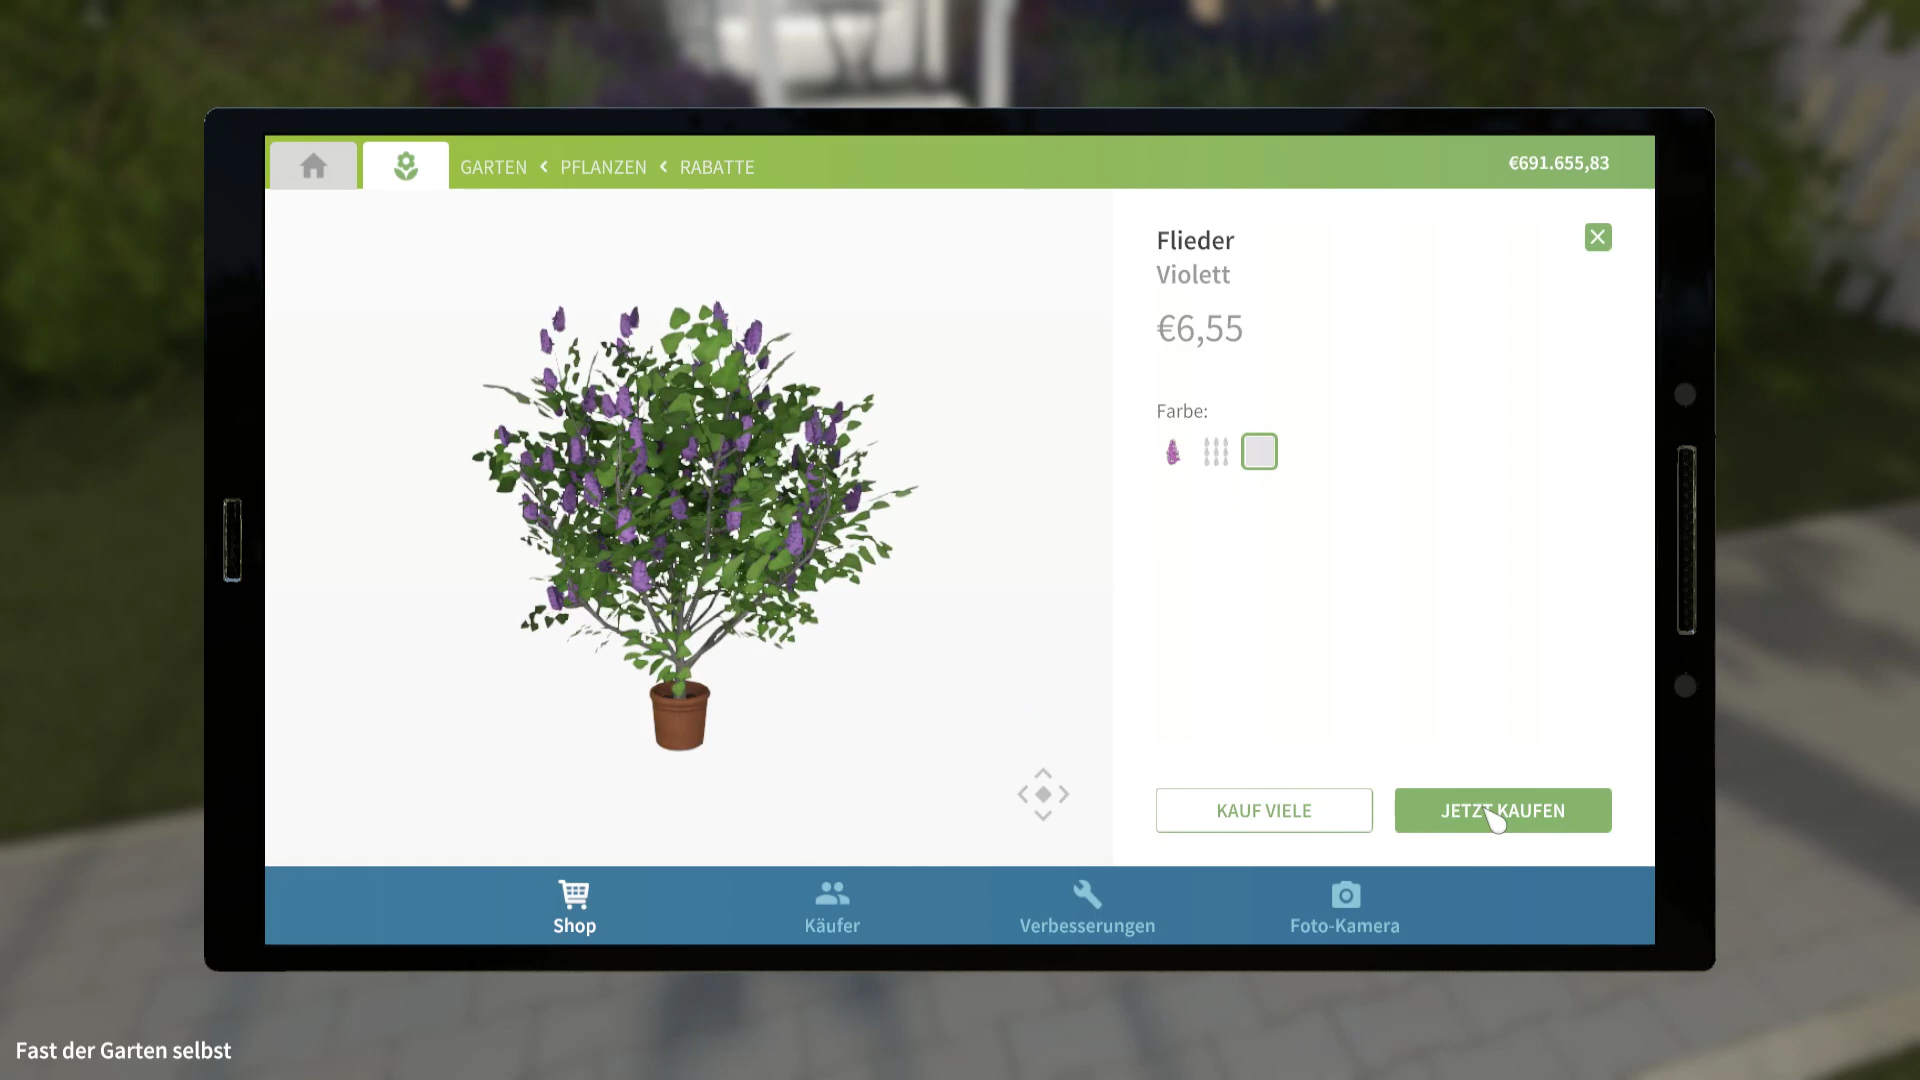 GARTEN < PFLANZEN < RABATTE
€691.655,83
Flieder
Violett
€6,55
Farbe:
KAUF VIELE
JETZT KAUFEN
Shop
Käufer
Verbesserungen
Foto-Kamera
Fast der Garten selbst